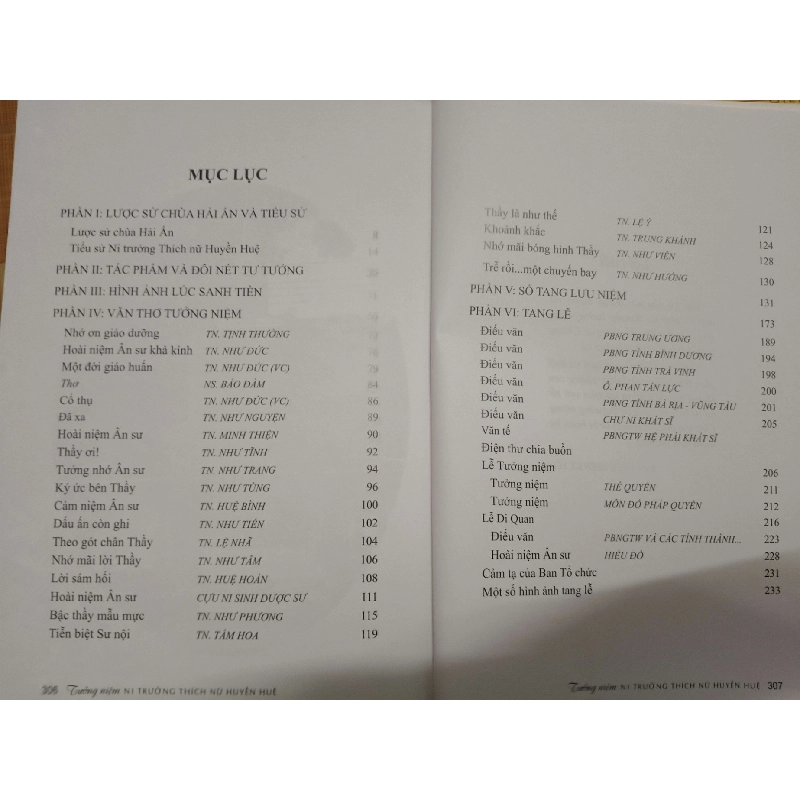 MỤC LỤC
PHẦN I: LƯỢC SỬ CHÙA HẢI ẤN VÀ TIỂU SỬ
Lược sử chùa Hải Ấn 8
Tiểu sử Ni trưởng Thích Nữ Huyền Huệ 14
PHẦN II: TÁC PHẨM VÀ ĐÔI NÉT TƯ TƯỞNG
PHẦN III: HÌNH ẢNH LÚC SANH TIỀN
PHẦN IV: VĂN THƠ TƯỞNG NIỆM
Nhớ ơn giáo dưỡng TN. TỊNH THƯỜNG
Hoài niệm Ân sư khả kính TN. NHƯ ĐỨC
Một đời giáo huấn TN. NHƯ ĐỨC (VC) 79
Thơ NS. BẢO ĐẢM 84
Cổ thụ TN. NHƯ ĐỨC (VC) 86
Đã xa TN. NHƯ NGUYỆN 89
Hoài niệm Ân sư TN. MINH THIỆN 90
Thầy ơi! TN. NHƯ TĨNH 92
Tưởng nhớ Ân sư TN. NHƯ TRANG 94
Ký ức bên Thầy TN. NHƯ TÙNG 96
Cảm niệm Ân sư TN. HUỆ BÌNH 100
Dấu ấn còn ghi TN. NHƯ TIÊN 102
Theo gót chân Thầy TN. LỆ NHÃ 104
Nhớ mãi lời Thầy TN. NHƯ TÂM 106
Lời sám hối TN. HUỆ HOÀN 108
Hoài niệm Ân sư CỰU NI SINH DƯỢC SƯ 111
Bậc thầy mẫu mực TN. NHƯ PHƯƠNG 115
Tiễn biệt Sư nội TN. TÂM HOA 119
306 Tưởng niệm NI TRƯỞNG THÍCH NỮ HUYỀN HUỆ
Thầy là như thế TN. LỆ Ý 121
Khoảnh khắc TN. TRUNG KHÁNH 124
Nhớ mãi bóng hình Thầy TN. NHƯ VIÊN 128
Trễ rồi...một chuyến bay TN. NHƯ HƯỜNG 130
PHẦN V: SỔ TANG LƯU NIỆM 131
PHẦN VI: TANG LỄ 173
Điếu văn PBNG TRUNG ƯƠNG 189
Điếu văn PBNG TỈNH BÌNH DƯƠNG 194
Điếu văn PBNG TỈNH TRÀ VINH 198
Điếu văn Ô. PHAN TẤN LỰC 200
Điếu văn PBNG TỈNH BÀ RỊA - VŨNG TÀU 201
Điếu văn CHƯ NI KHẤT SĨ 205
Văn tế PBNGTW HỆ PHÁI KHẤT SĨ
Điện thư chia buồn 206
Lễ Tưởng niệm
Tưởng niệm THẾ QUYỀN 211
Tưởng niệm MÔN ĐỒ PHÁP QUYẾN 212
Lễ Di Quan 216
Điếu văn PBNGTW VÀ CÁC TỈNH THÀNH... 223
Hoài niệm Ân sư HIẾU ĐỒ 228
Cảm tạ của Ban Tổ chức 231
Một số hình ảnh tang lễ 233
Tưởng niệm NI TRƯỞNG THÍCH NỮ HUYỀN HUỆ 307